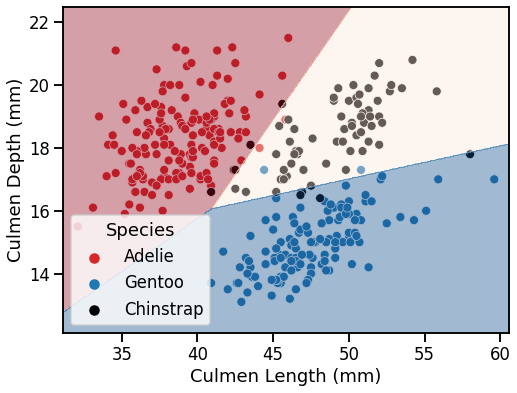 22
20
18
16
14
Culmen Depth (mm)
Species
Adelie
Gentoo
Chinstrap
35 40 45 50 55 60
Culmen Length (mm)